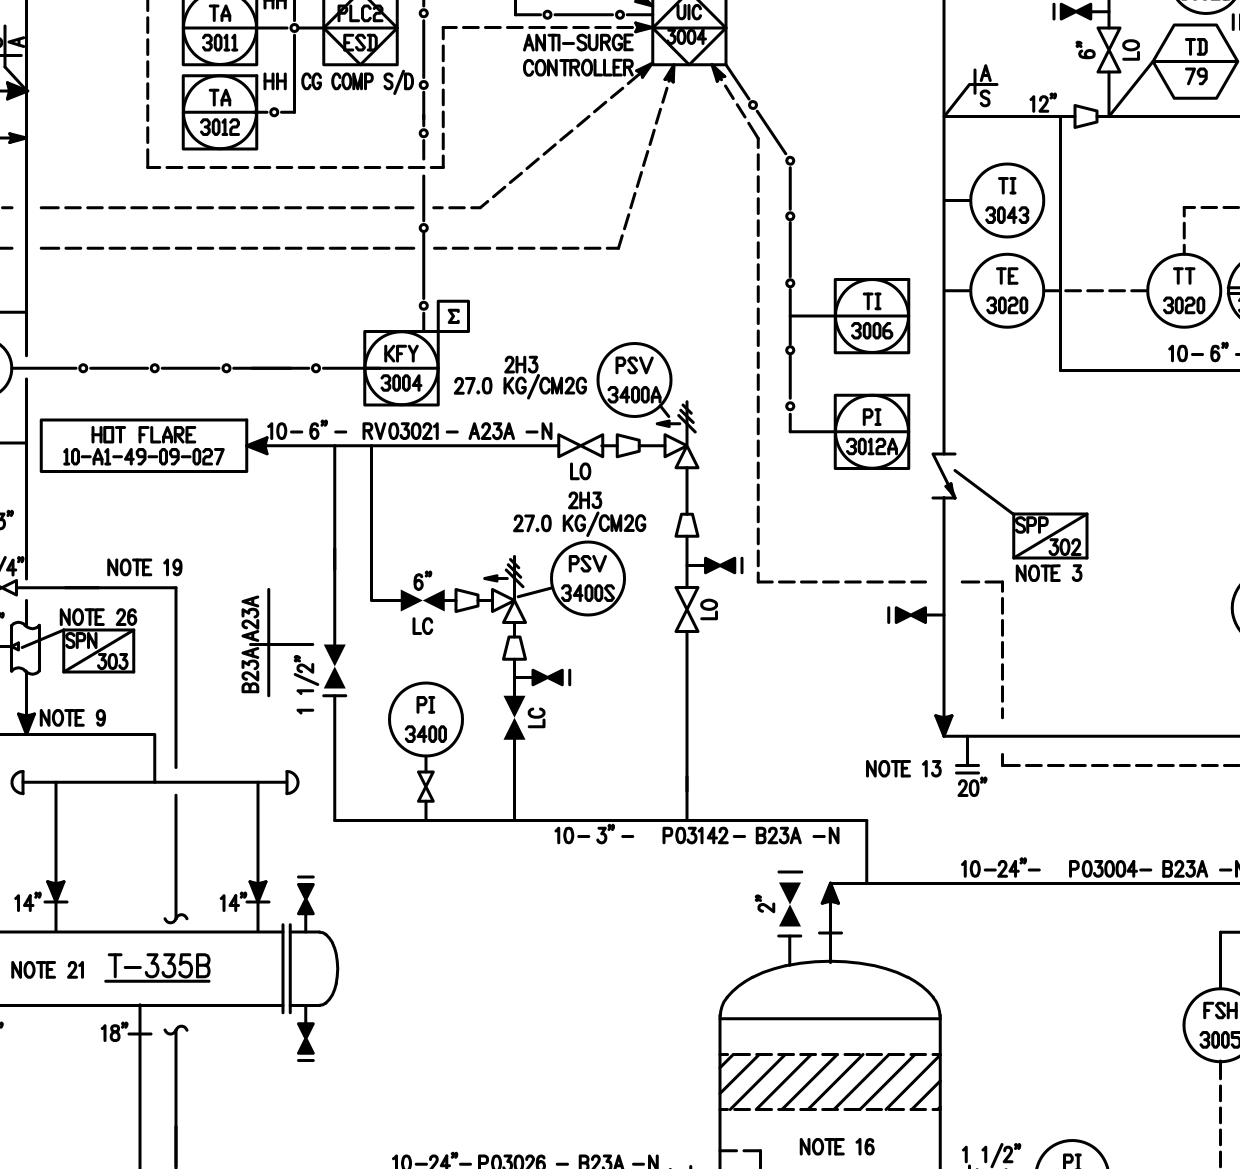 TA
3011
HH
PLC2
ESD
TA
3012
HH
CG COMP S/D
ANTI-SURGE
CONTROLLER
UIC
3004
6"
LO
TD
79
A
S
12"
TI
3043
TE
3020
TT
3020
10-6"-
TI
3006
PI
3012A
Σ
KFY
3004
2H3
27.0 KG/CM2G
PSV
3400A
HOT FLARE
10-A1-49-09-027
10-6"- RV03021-A23A-N
LO
2H3
27.0 KG/CM2G
PSV
3400S
6"
LC
LO
SPP
302
NOTE 3
NOTE 19
NOTE 26
SPN
303
NOTE 9
B23A A23A
1 1/2"
PI
3400
LC
NOTE 13
20"
10-3"- P03142-B23A-N
10-24"- P03004-B23A-N
14"
14"
2"
NOTE 21
T-335B
18"
FSH
3005
NOTE 16
10-24"-P03026-B23A-N
1 1/2"
PI